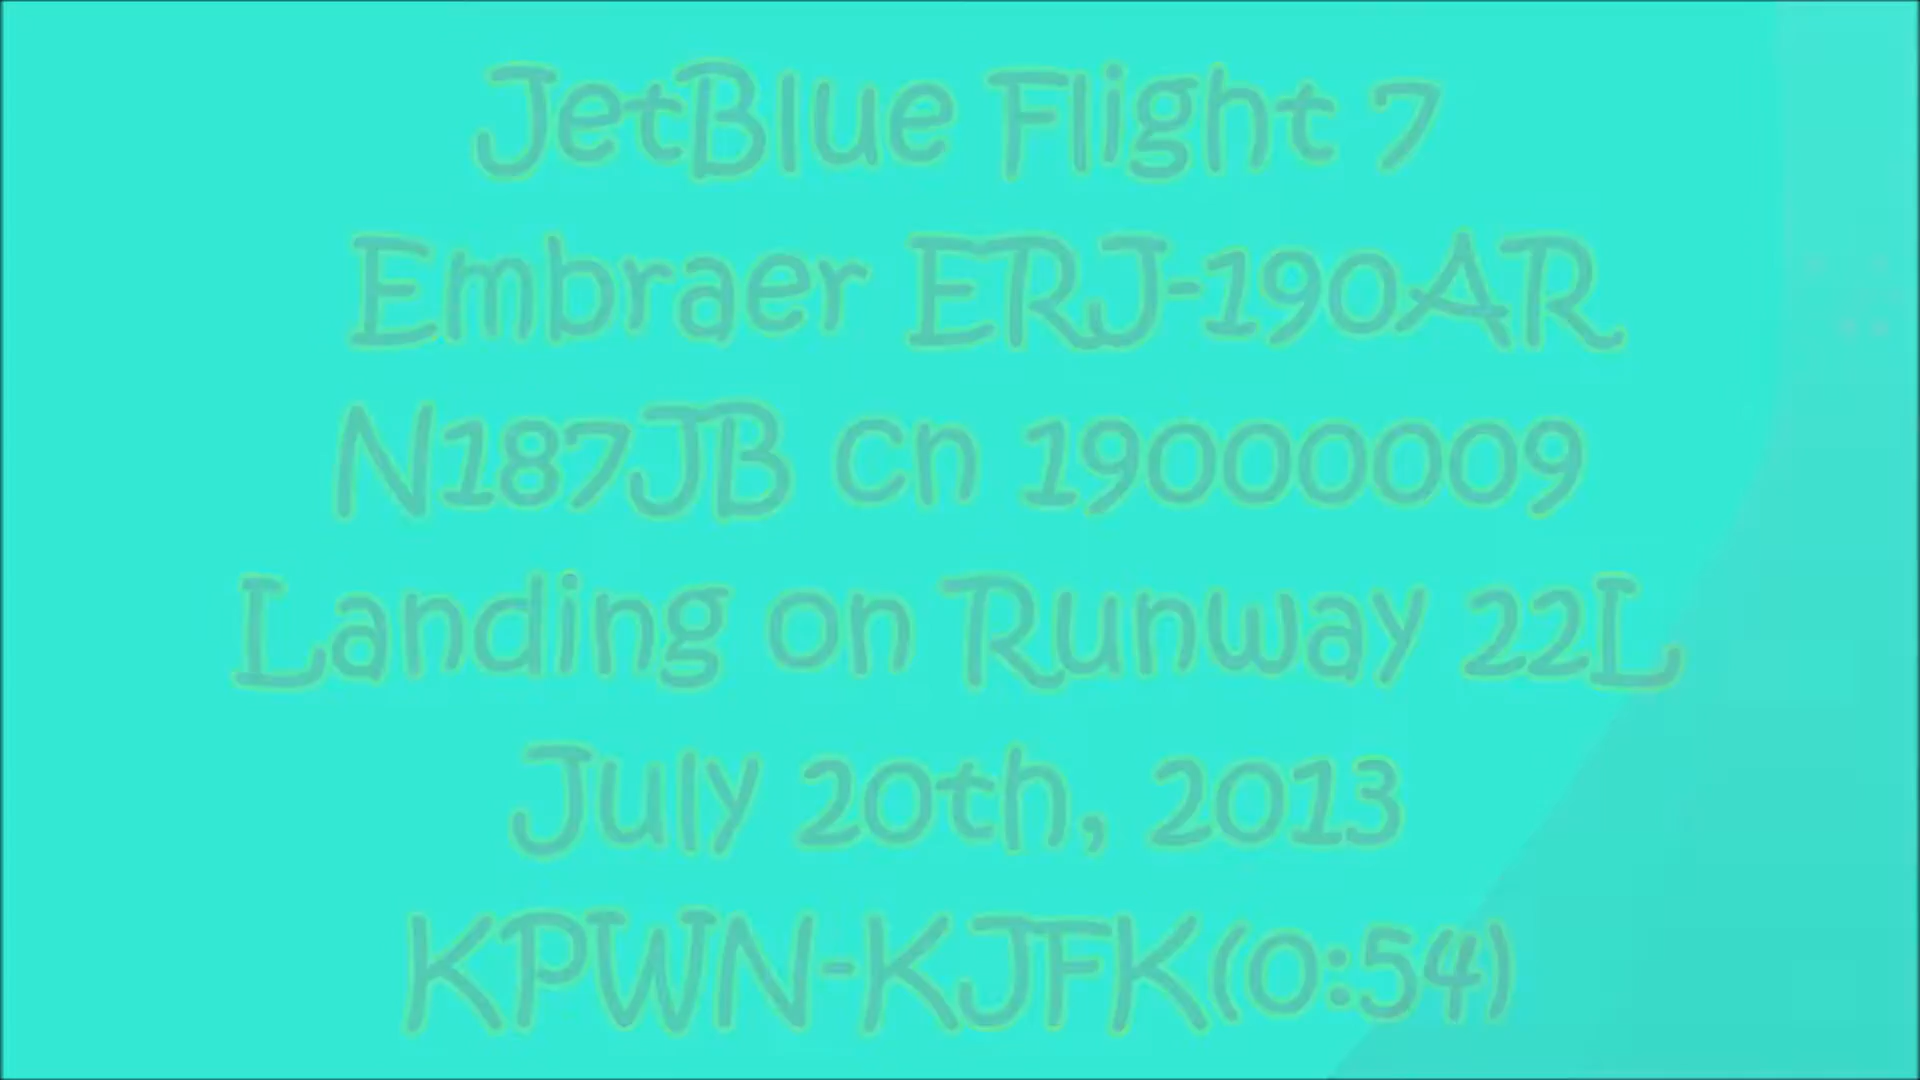 JetBlue Flight 7
Embraer ERJ-190AR
N187JB cn 19000009
Landing on Runway 22L
July 20th, 2013
KPWN-KJFK(0:54)